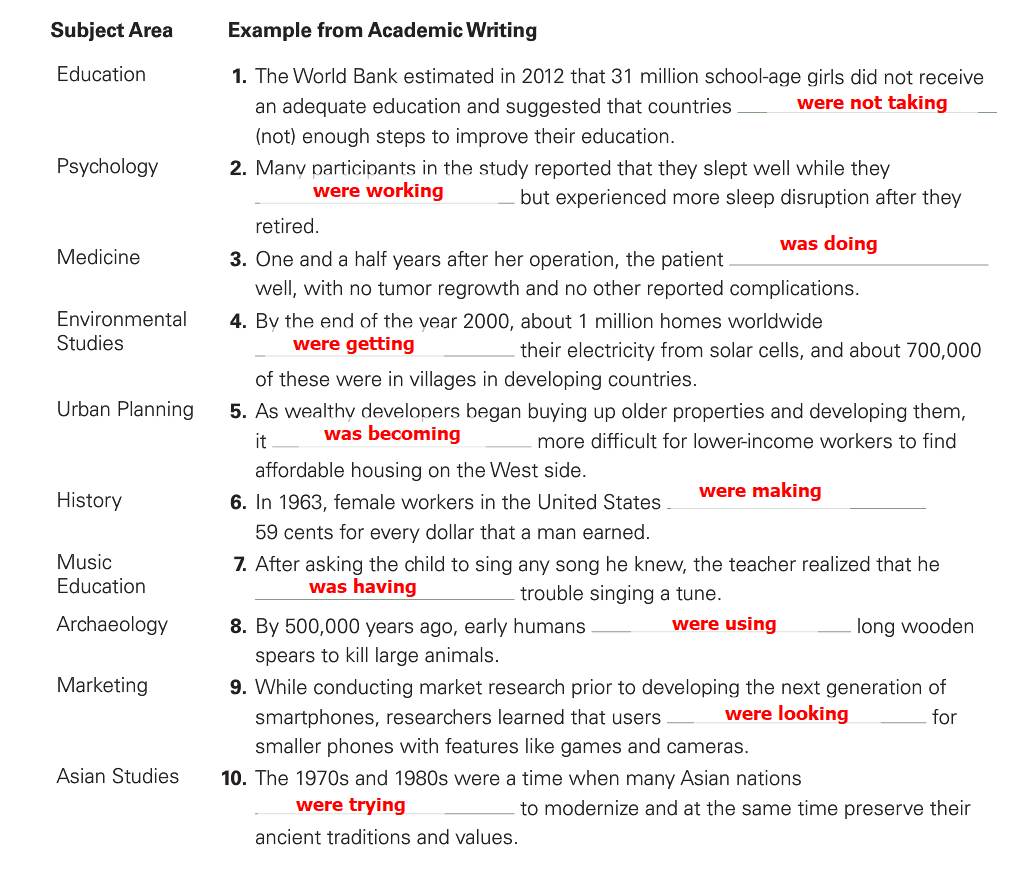 Subject Area Example from Academic Writing
Education 1. The World Bank estimated in 2012 that 31 million school-age girls did not receive
an adequate education and suggested that countries were not taking
(not) enough steps to improve their education.
Psychology 2. Many participants in the study reported that they slept well while they
were working but experienced more sleep disruption after they
retired.
Medicine 3. One and a half years after her operation, the patient was doing
well, with no tumor regrowth and no other reported complications.
Environmental 4. By the end of the year 2000, about 1 million homes worldwide
Studies were getting their electricity from solar cells, and about 700,000
of these were in villages in developing countries.
Urban Planning 5. As wealthy developers began buying up older properties and developing them,
it was becoming more difficult for lower-income workers to find
affordable housing on the West side.
History 6. In 1963, female workers in the United States were making
59 cents for every dollar that a man earned.
Music 7. After asking the child to sing any song he knew, the teacher realized that he
Education was having trouble singing a tune.
Archaeology 8. By 500,000 years ago, early humans were using long wooden
spears to kill large animals.
Marketing 9. While conducting market research prior to developing the next generation of
smartphones, researchers learned that users were looking for
smaller phones with features like games and cameras.
Asian Studies 10. The 1970s and 1980s were a time when many Asian nations
were trying to modernize and at the same time preserve their
ancient traditions and values.